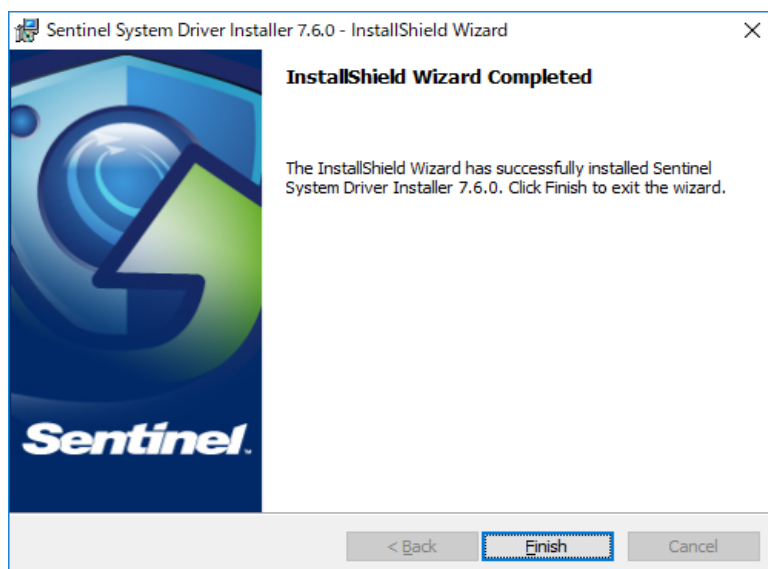 Sentinel System Driver Installer 7.6.0 - InstallShield Wizard
InstallShield Wizard Completed
The InstallShield Wizard has successfully installed Sentinel
System Driver Installer 7.6.0. Click Finish to exit the wizard.
Sentinel™
< Back
Finish
Cancel